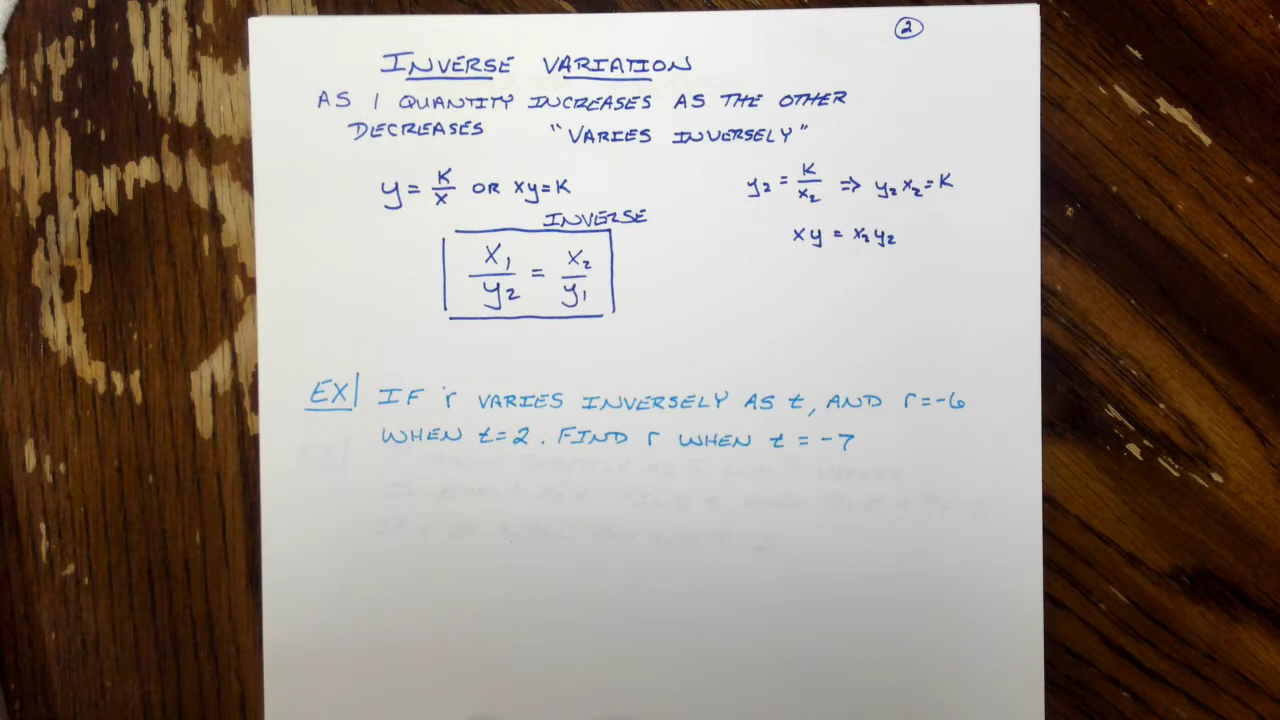 2
INVERSE VARIATION
AS 1 QUANTITY INCREASES AS THE OTHER
DECREASES "VARIES INVERSELY"
y = K/x OR xy=K
y₂ = K/x₂ ⇒ y₂x₂=K
xy = x₂y₂
INVERSE
x₁/y₂ = x₂/y₁
EX| IF r VARIES INVERSELY AS t, AND r=-6
WHEN t=2. FIND r WHEN t = -7